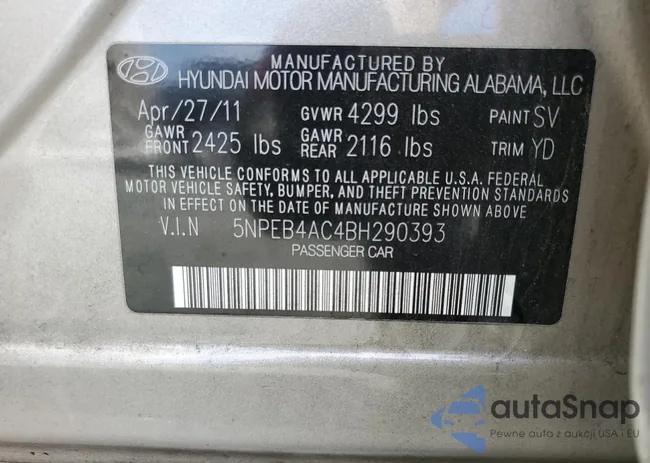 MANUFACTURED BY
HYUNDAI MOTOR MANUFACTURING ALABAMA, LLC
Apr/27/11 GVWR 4299 lbs PAINT SV
GAWR FRONT 2425 lbs GAWR REAR 2116 lbs TRIM YD
THIS VEHICLE CONFORMS TO ALL APPLICABLE U.S.A. FEDERAL
MOTOR VEHICLE SAFETY, BUMPER, AND THEFT PREVENTION STANDARDS
IN EFFECT ON THE DATE OF MANUFACTURE SHOWN ABOVE.
V.I.N 5NPEB4AC4BH290393
PASSENGER CAR
autaSnap
Pewne auta z aukcji USA i EU